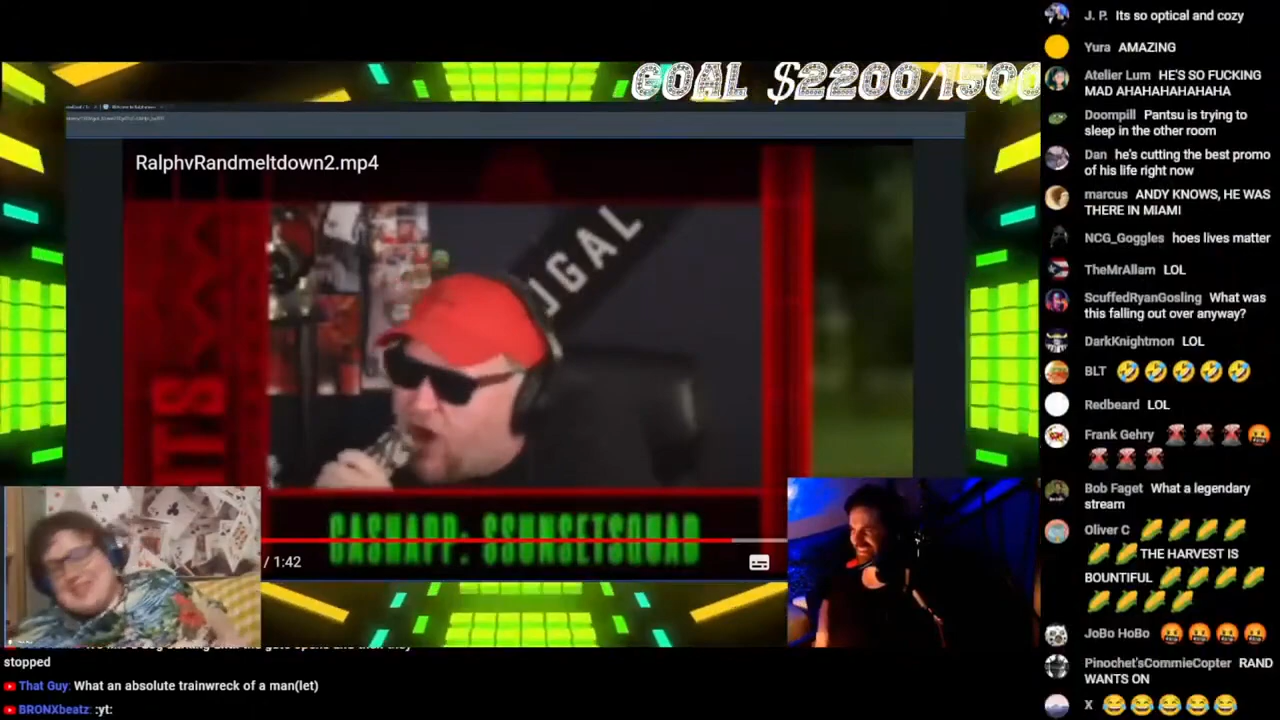 GOAL $2200/1500
RalphvRandmeltdown2.mp4
UGAL
ITS
CASHAPP: $SUNSETSQUAD
/ 1:42
stopped
That Guy: What an absolute trainwreck of a man(let)
BRONXbeatz: :yt:
J. P. Its so optical and cozy
Yura AMAZING
Atelier Lum HE'S SO FUCKING
MAD AHAHAHAHAHAHA
Doompill Pantsu is trying to
sleep in the other room
Dan he's cutting the best promo
of his life right now
marcus ANDY KNOWS, HE WAS
THERE IN MIAMI
NCG_Goggles hoes lives matter
TheMrAllam LOL
ScuffedRyanGosling What was
this falling out over anyway?
DarkKnightmon LOL
BLT 🤣🤣🤣🤣🤣
Redbeard LOL
Frank Gehry 🌋🌋🌋🤬
🌋🌋🌋
Bob Faget What a legendary
stream
Oliver C 🌽🌽🌽🌽
🌽🌽THE HARVEST IS
BOUNTIFUL 🌽🌽🌽🌽
🌽🌽🌽🌽
JoBo HoBo 🤬🤬🤬🤬
Pinochet'sCommieCopter RAND
WANTS ON
X 😂😂😂😂😂